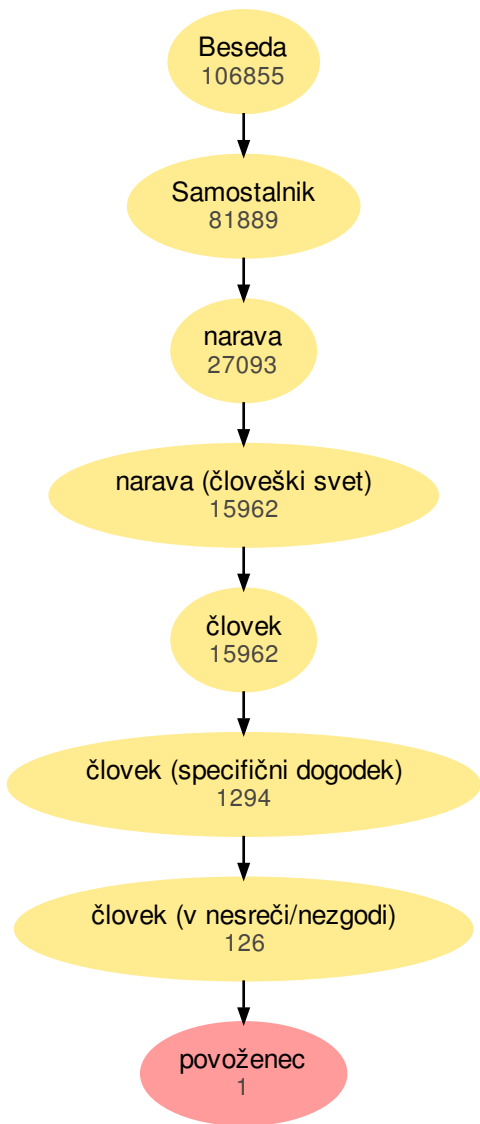 Beseda
106855
Samostalnik
81889
narava
27093
narava (človeški svet)
15962
človek
15962
človek (specifični dogodek)
1294
človek (v nesreči/nezgodi)
126
povoženec
1